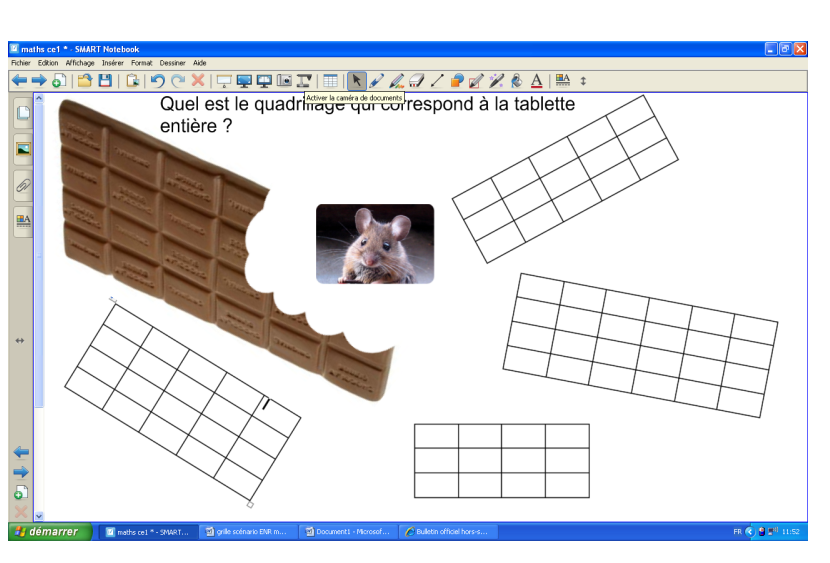 maths ce1 * - SMART Notebook
Fichier Edition Affichage Insérer Format Dessiner Aide
Activer la caméra de documents
Quel est le quadrillage qui correspond à la tablette
entière ?
démarrer
maths ce1 * - SMART...
grille scénario ENR m...
Document1 - Microsof...
Bulletin officiel hors-s...
FR
11:52